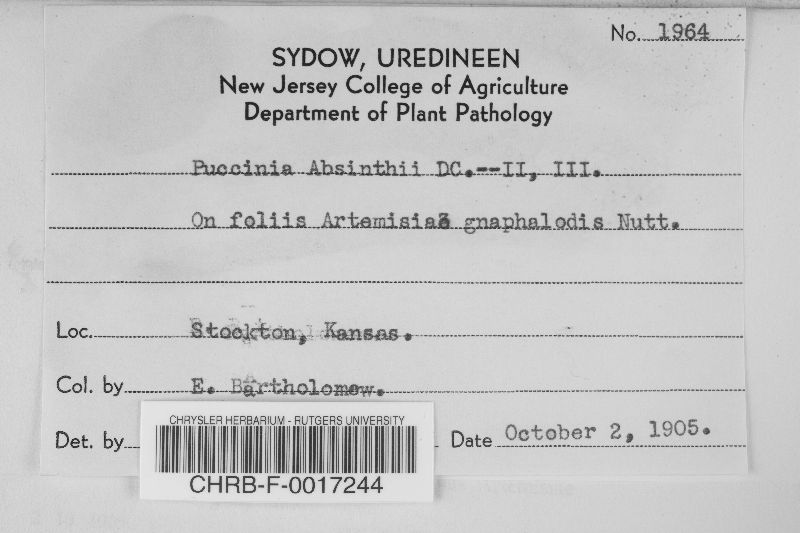 No. 1964
SYDOW, UREDINEEN
New Jersey College of Agriculture
Department of Plant Pathology
Puccinia Absinthii DC.--II, III.
On foliis Artemisiae gnaphalodis Nutt.
Loc. Stockton, Kansas.
Col. by E. Bartholomew.
Det. by
Date October 2, 1905.
CHRYSLER HERBARIUM - RUTGERS UNIVERSITY
CHRB-F-0017244